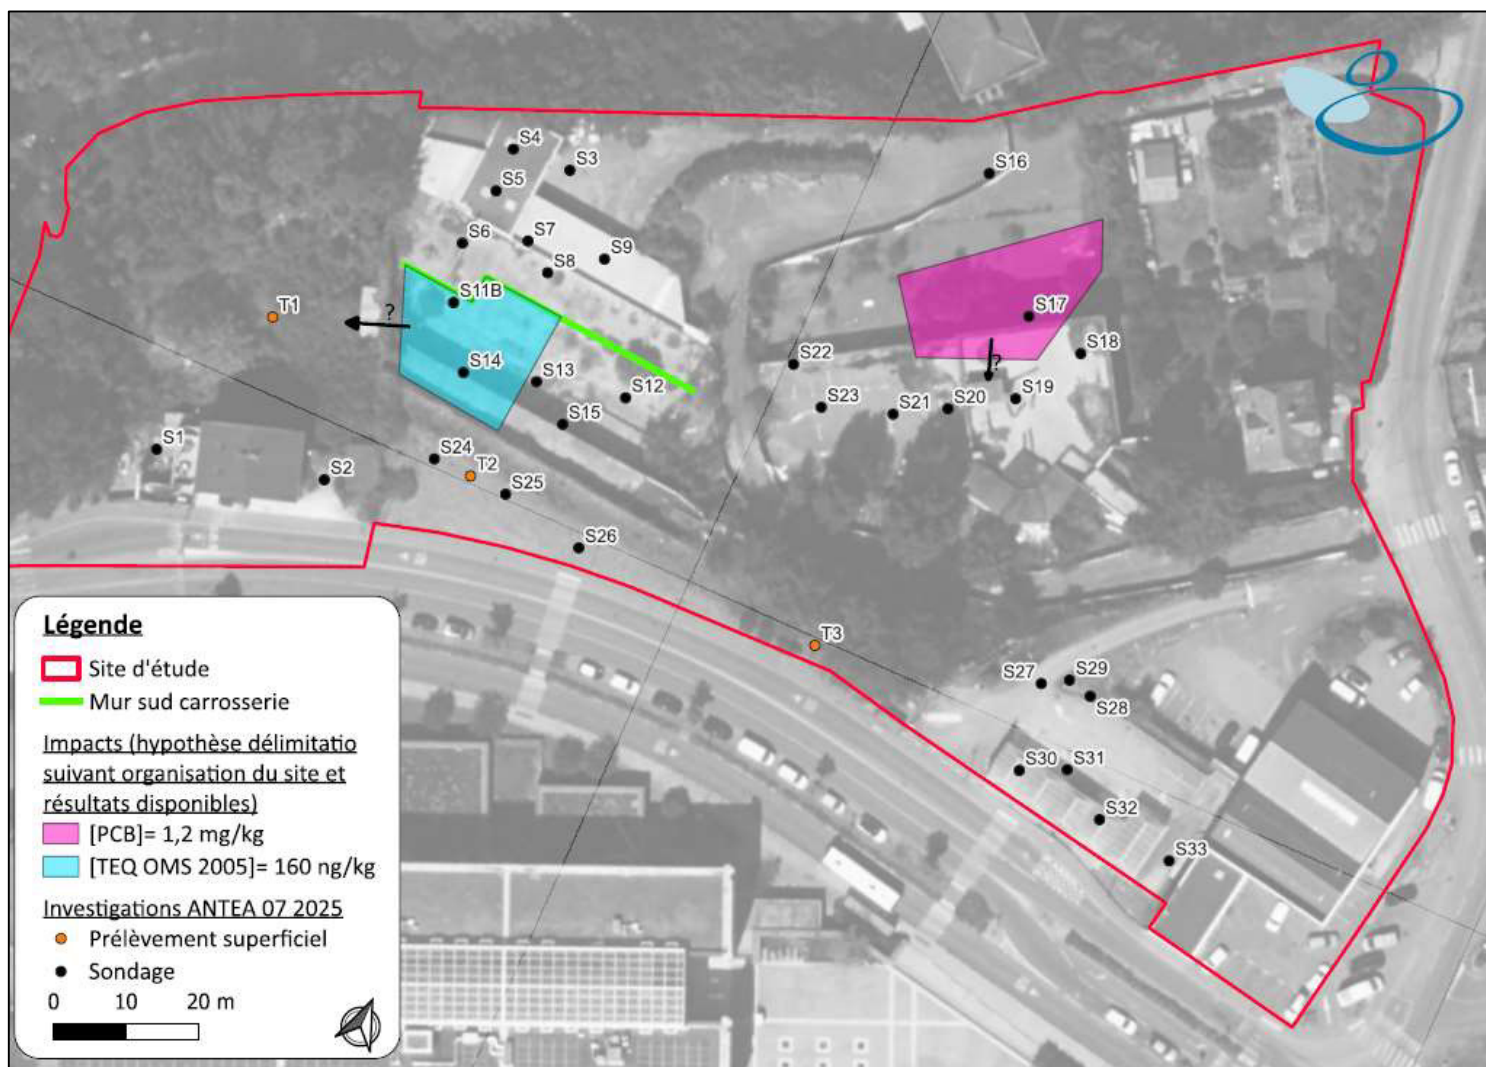 S4
S3
S5
S16
S6
S7
S9
S8
S11B
T1
?
S17
S22
S18
?
S14
S13
S12
S23
S21
S20
S19
S15
S1
S24
T2
S2
S25
S26
T3
S27
S29
S28
S30
S31
S32
S33
Légende
Site d'étude
Mur sud carrosserie
Impacts (hypothèse délimitatio
suivant organisation du site et
résultats disponibles)
[PCB]= 1,2 mg/kg
[TEQ OMS 2005]= 160 ng/kg
Investigations ANTEA 07 2025
Prélèvement superficiel
Sondage
0 10 20 m